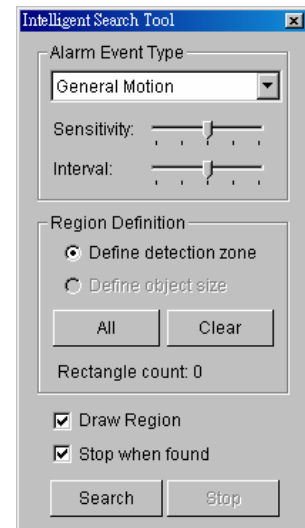 Intelligent Search Tool
Alarm Event Type
General Motion
Sensitivity:
Interval:
Region Definition
Define detection zone
Define object size
All Clear
Rectangle count: 0
Draw Region
Stop when found
Search Stop